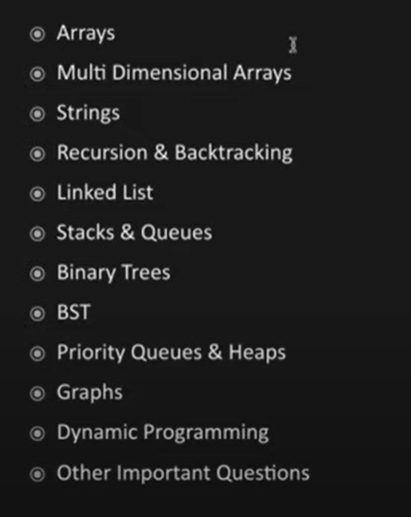 Arrays
Multi Dimensional Arrays
Strings
Recursion & Backtracking
Linked List
Stacks & Queues
Binary Trees
BST
Priority Queues & Heaps
Graphs
Dynamic Programming
Other Important Questions